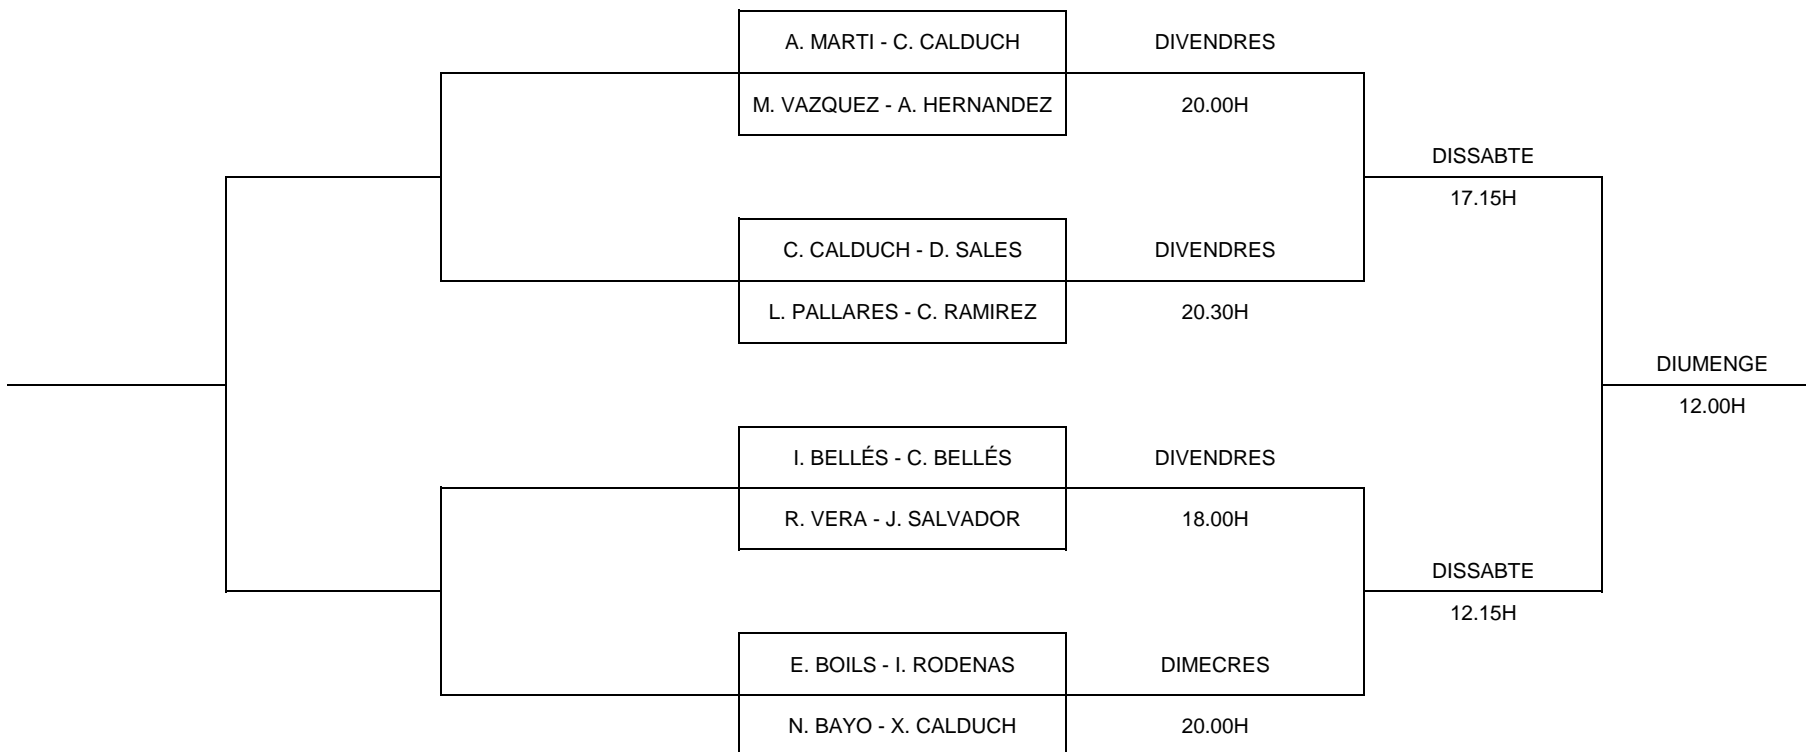 A. MARTI - C. CALDUCH
DIVENDRES
M. VAZQUEZ - A. HERNANDEZ
20.00H
DISSABTE
17.15H
C. CALDUCH - D. SALES
DIVENDRES
L. PALLARES - C. RAMIREZ
20.30H
DIUMENGE
12.00H
I. BELLÉS - C. BELLÉS
DIVENDRES
R. VERA - J. SALVADOR
18.00H
DISSABTE
12.15H
E. BOILS - I. RODENAS
DIMECRES
N. BAYO - X. CALDUCH
20.00H